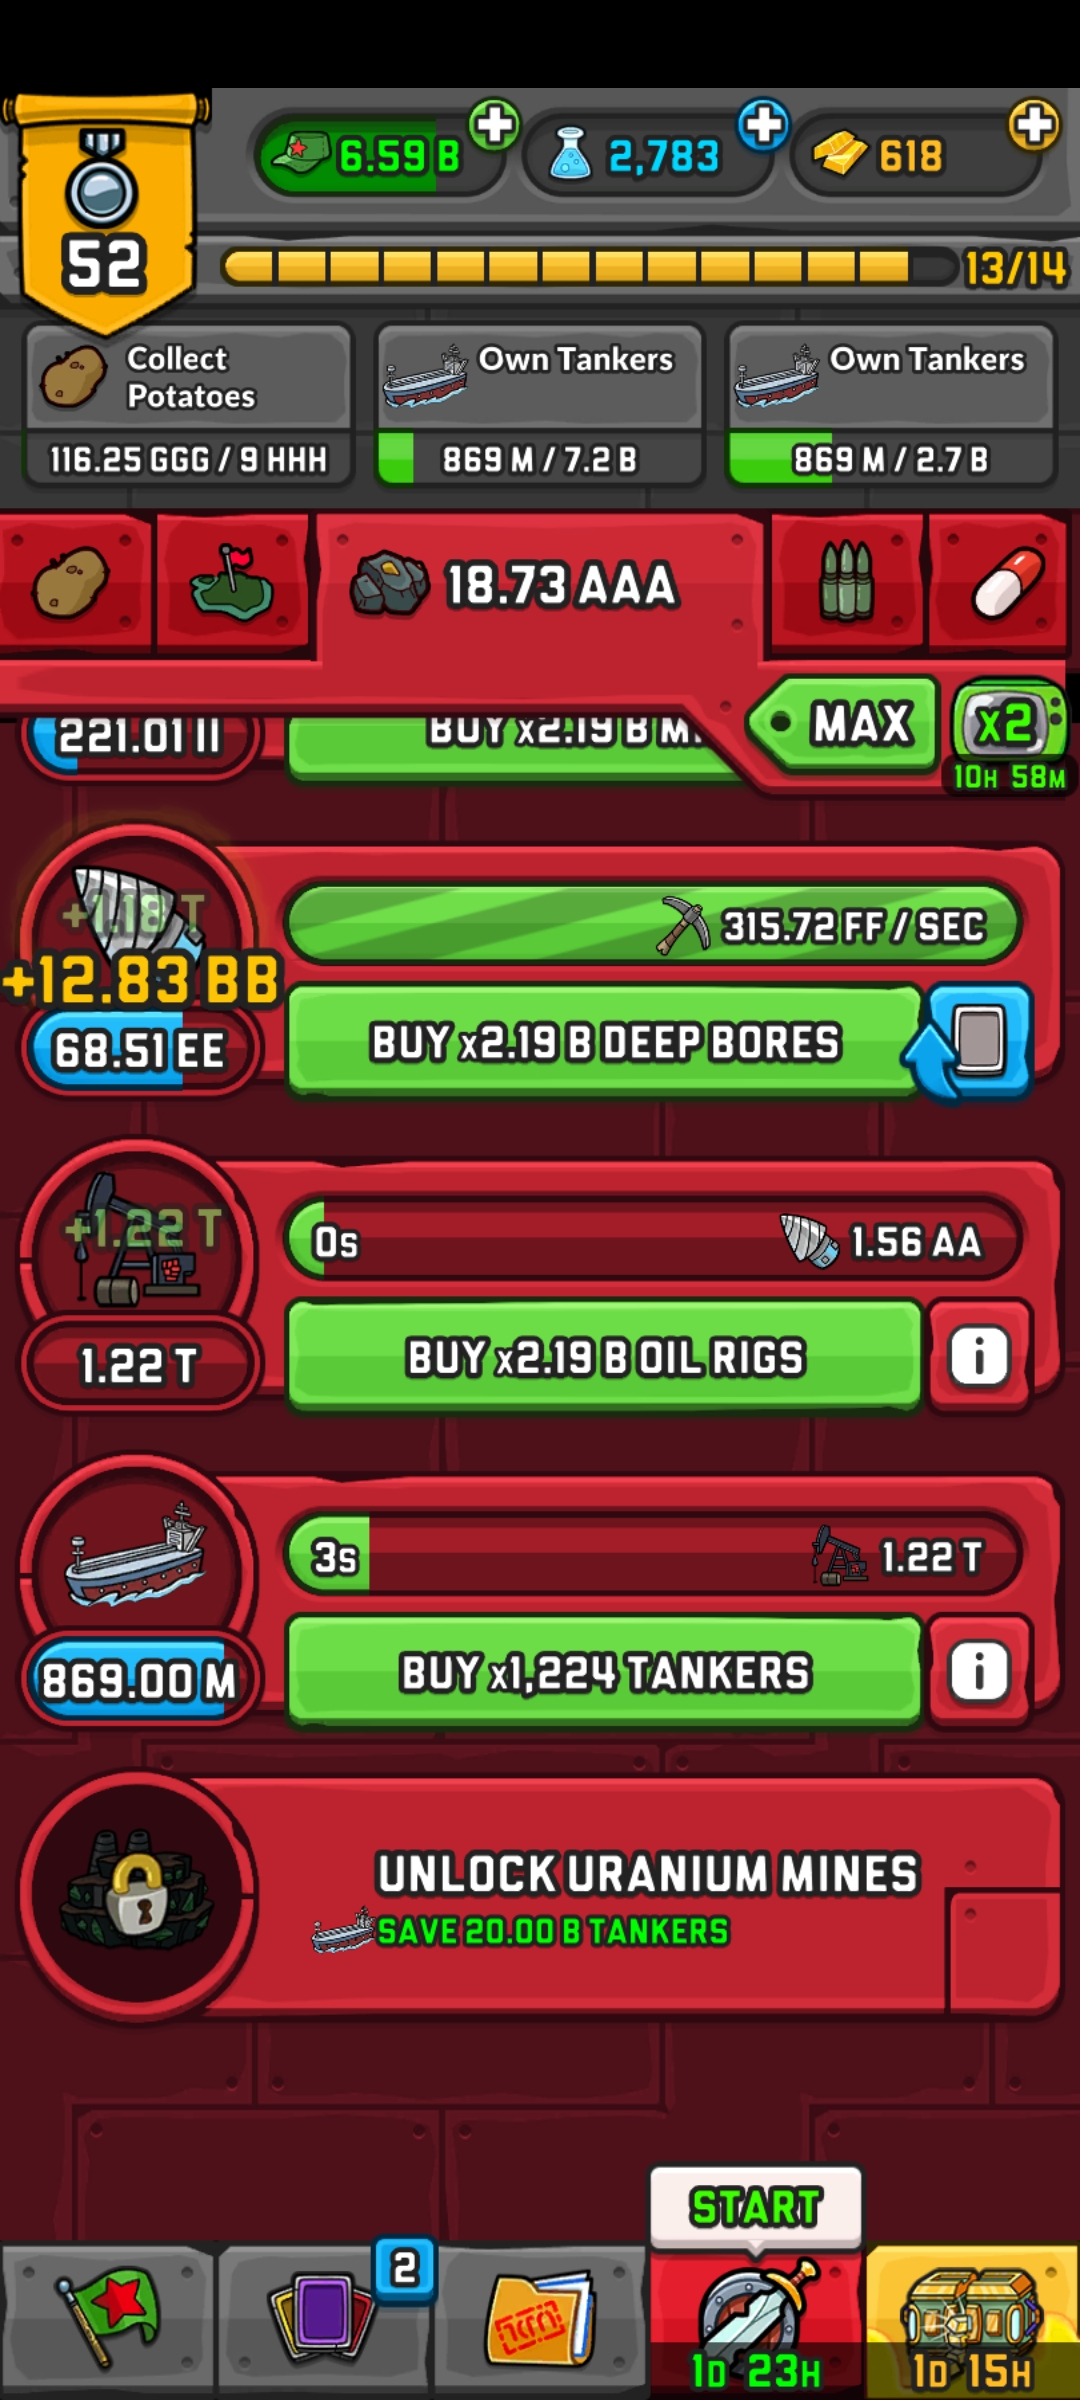 6.59 B
2,783
618
52
13/14
Collect
Potatoes
116.25 GGG / 9 HHH
Own Tankers
869 M / 7.2 B
Own Tankers
869 M / 2.7 B
18.73 AAA
MAX
x2
10H 58M
221.01 II
BUY x2.19 B
+1.18 T
+12.83 BB
315.72 FF / SEC
68.51 EE
BUY x2.19 B DEEP BORES
+1.22 T
0s
1.56 AA
1.22 T
BUY x2.19 B OIL RIGS
i
3s
1.22 T
869.00 M
BUY x1,224 TANKERS
i
UNLOCK URANIUM MINES
SAVE 20.00 B TANKERS
START
2
1D 23H
1D 15H